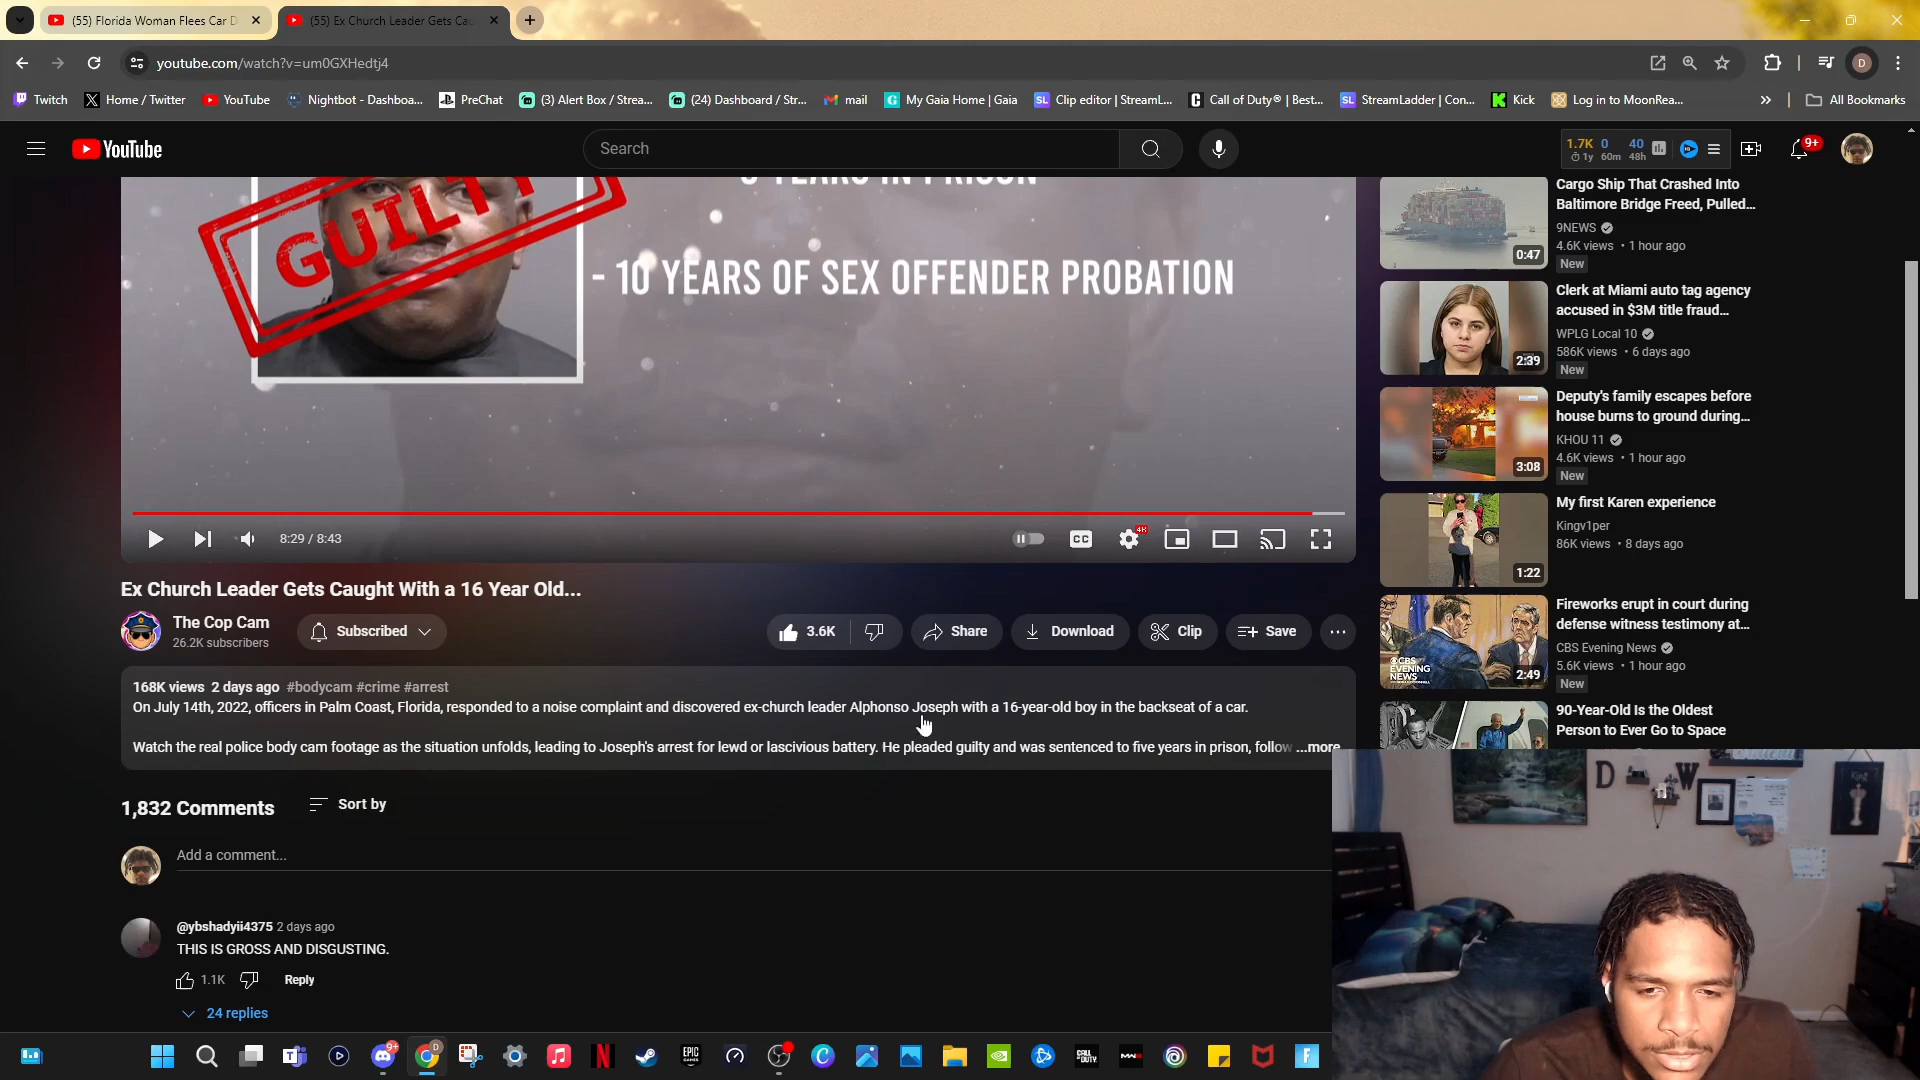 (55) Florida Woman Flees Car D
(55) Ex Church Leader Gets Cau
youtube.com/watch?v=um0GXHedtj4
D
Twitch
Home / Twitter
YouTube
Nightbot - Dashboa...
PreChat
(3) Alert Box / Strea...
(24) Dashboard / Str...
mail
My Gaia Home | Gaia
Clip editor | StreamL...
Call of Duty® | Best...
StreamLadder | Con...
Kick
Log in to MoonRea...
All Bookmarks
YouTube
Search
1.7K 0 40
1y 60m 48h
9+
GUILTY
- 10 YEARS OF SEX OFFENDER PROBATION
8:29 / 8:43
CC
4K
Ex Church Leader Gets Caught With a 16 Year Old...
The Cop Cam
26.2K subscribers
Subscribed
3.6K
Share
Download
Clip
Save
168K views 2 days ago #bodycam #crime #arrest
On July 14th, 2022, officers in Palm Coast, Florida, responded to a noise complaint and discovered ex-church leader Alphonso Joseph with a 16-year-old boy in the backseat of a car.
Watch the real police body cam footage as the situation unfolds, leading to Joseph's arrest for lewd or lascivious battery. He pleaded guilty and was sentenced to five years in prison, follow ...more
1,832 Comments
Sort by
Add a comment...
@ybshadyii4375 2 days ago
THIS IS GROSS AND DISGUSTING.
1.1K
Reply
24 replies
Cargo Ship That Crashed Into
Baltimore Bridge Freed, Pulled...
9NEWS
4.6K views • 1 hour ago
New
0:47
Clerk at Miami auto tag agency
accused in $3M title fraud...
WPLG Local 10
586K views • 6 days ago
New
2:39
Deputy's family escapes before
house burns to ground during...
KHOU 11
4.6K views • 1 hour ago
New
3:08
My first Karen experience
Kingv1per
86K views • 8 days ago
1:22
Fireworks erupt in court during
defense witness testimony at...
CBS Evening News
5.6K views • 1 hour ago
New
2:49
CBS
EVENING
NEWS
90-Year-Old Is the Oldest
Person to Ever Go to Space
D W